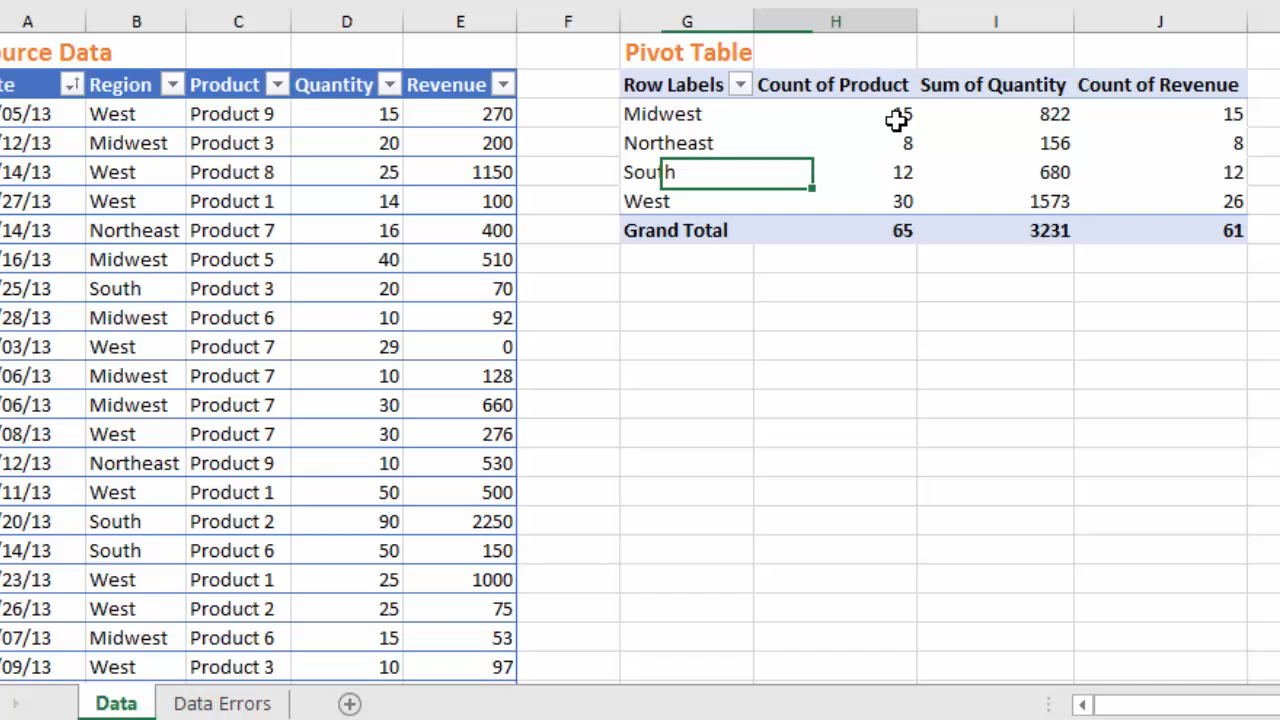 A B C D E F G H I J
ource Data Pivot Table
te Region Product Quantity Revenue Row Labels Count of Product Sum of Quantity Count of Revenue
/05/13 West Product 9 15 270 Midwest 15 822 15
/12/13 Midwest Product 3 20 200 Northeast 8 156 8
/14/13 West Product 8 25 1150 South 12 680 12
/27/13 West Product 1 14 100 West 30 1573 26
/14/13 Northeast Product 7 16 400 Grand Total 65 3231 61
/16/13 Midwest Product 5 40 510
/25/13 South Product 3 20 70
/28/13 Midwest Product 6 10 92
/03/13 West Product 7 29 0
/06/13 Midwest Product 7 10 128
/06/13 Midwest Product 7 30 660
/08/13 West Product 7 30 276
/12/13 Northeast Product 9 10 530
/11/13 West Product 1 50 500
/20/13 South Product 2 90 2250
/14/13 South Product 6 50 150
/23/13 West Product 1 25 1000
/26/13 West Product 2 25 75
/07/13 Midwest Product 6 15 53
/09/13 West Product 3 10 97
Data Data Errors